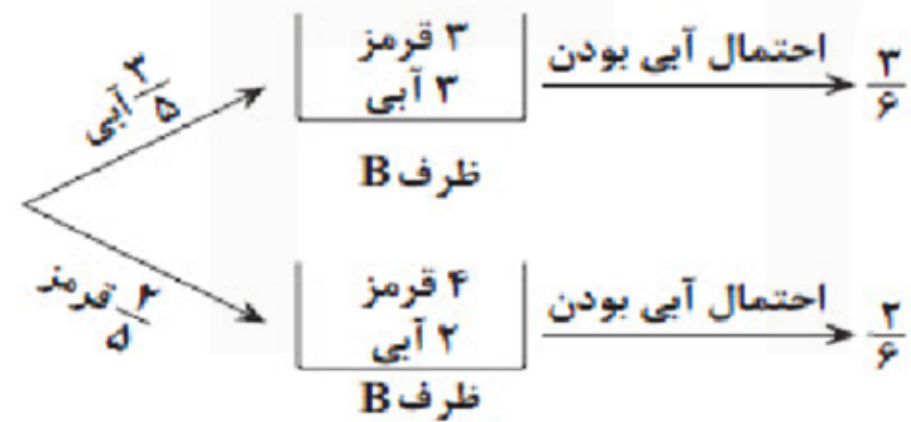 ۳/۵ آبی
۳ قرمز
۳ آبی
ظرف B
احتمال آبی بودن
۳/۶
۲/۵ قرمز
۴ قرمز
۲ آبی
ظرف B
احتمال آبی بودن
۲/۶